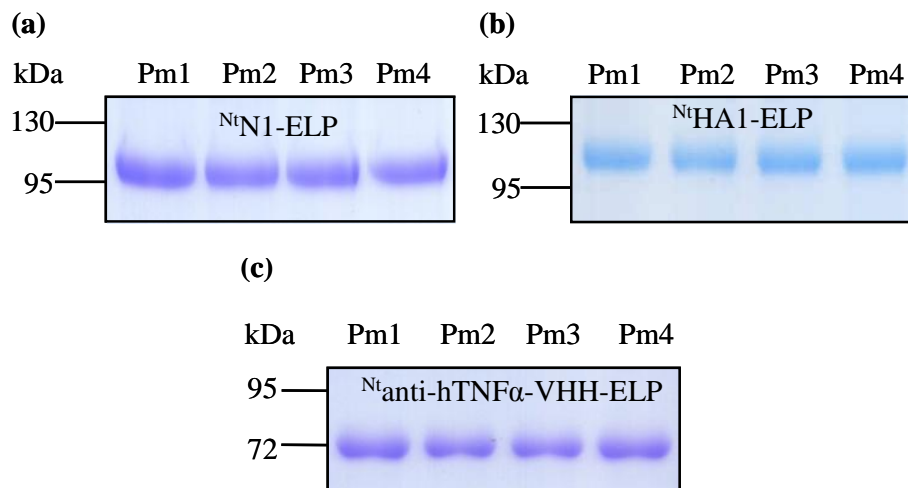 (a)
kDa Pm1 Pm2 Pm3 Pm4
130
NtN1-ELP
95
(b)
kDa Pm1 Pm2 Pm3 Pm4
130
NtHA1-ELP
95
(c)
kDa Pm1 Pm2 Pm3 Pm4
95
Ntanti-hTNFα-VHH-ELP
72